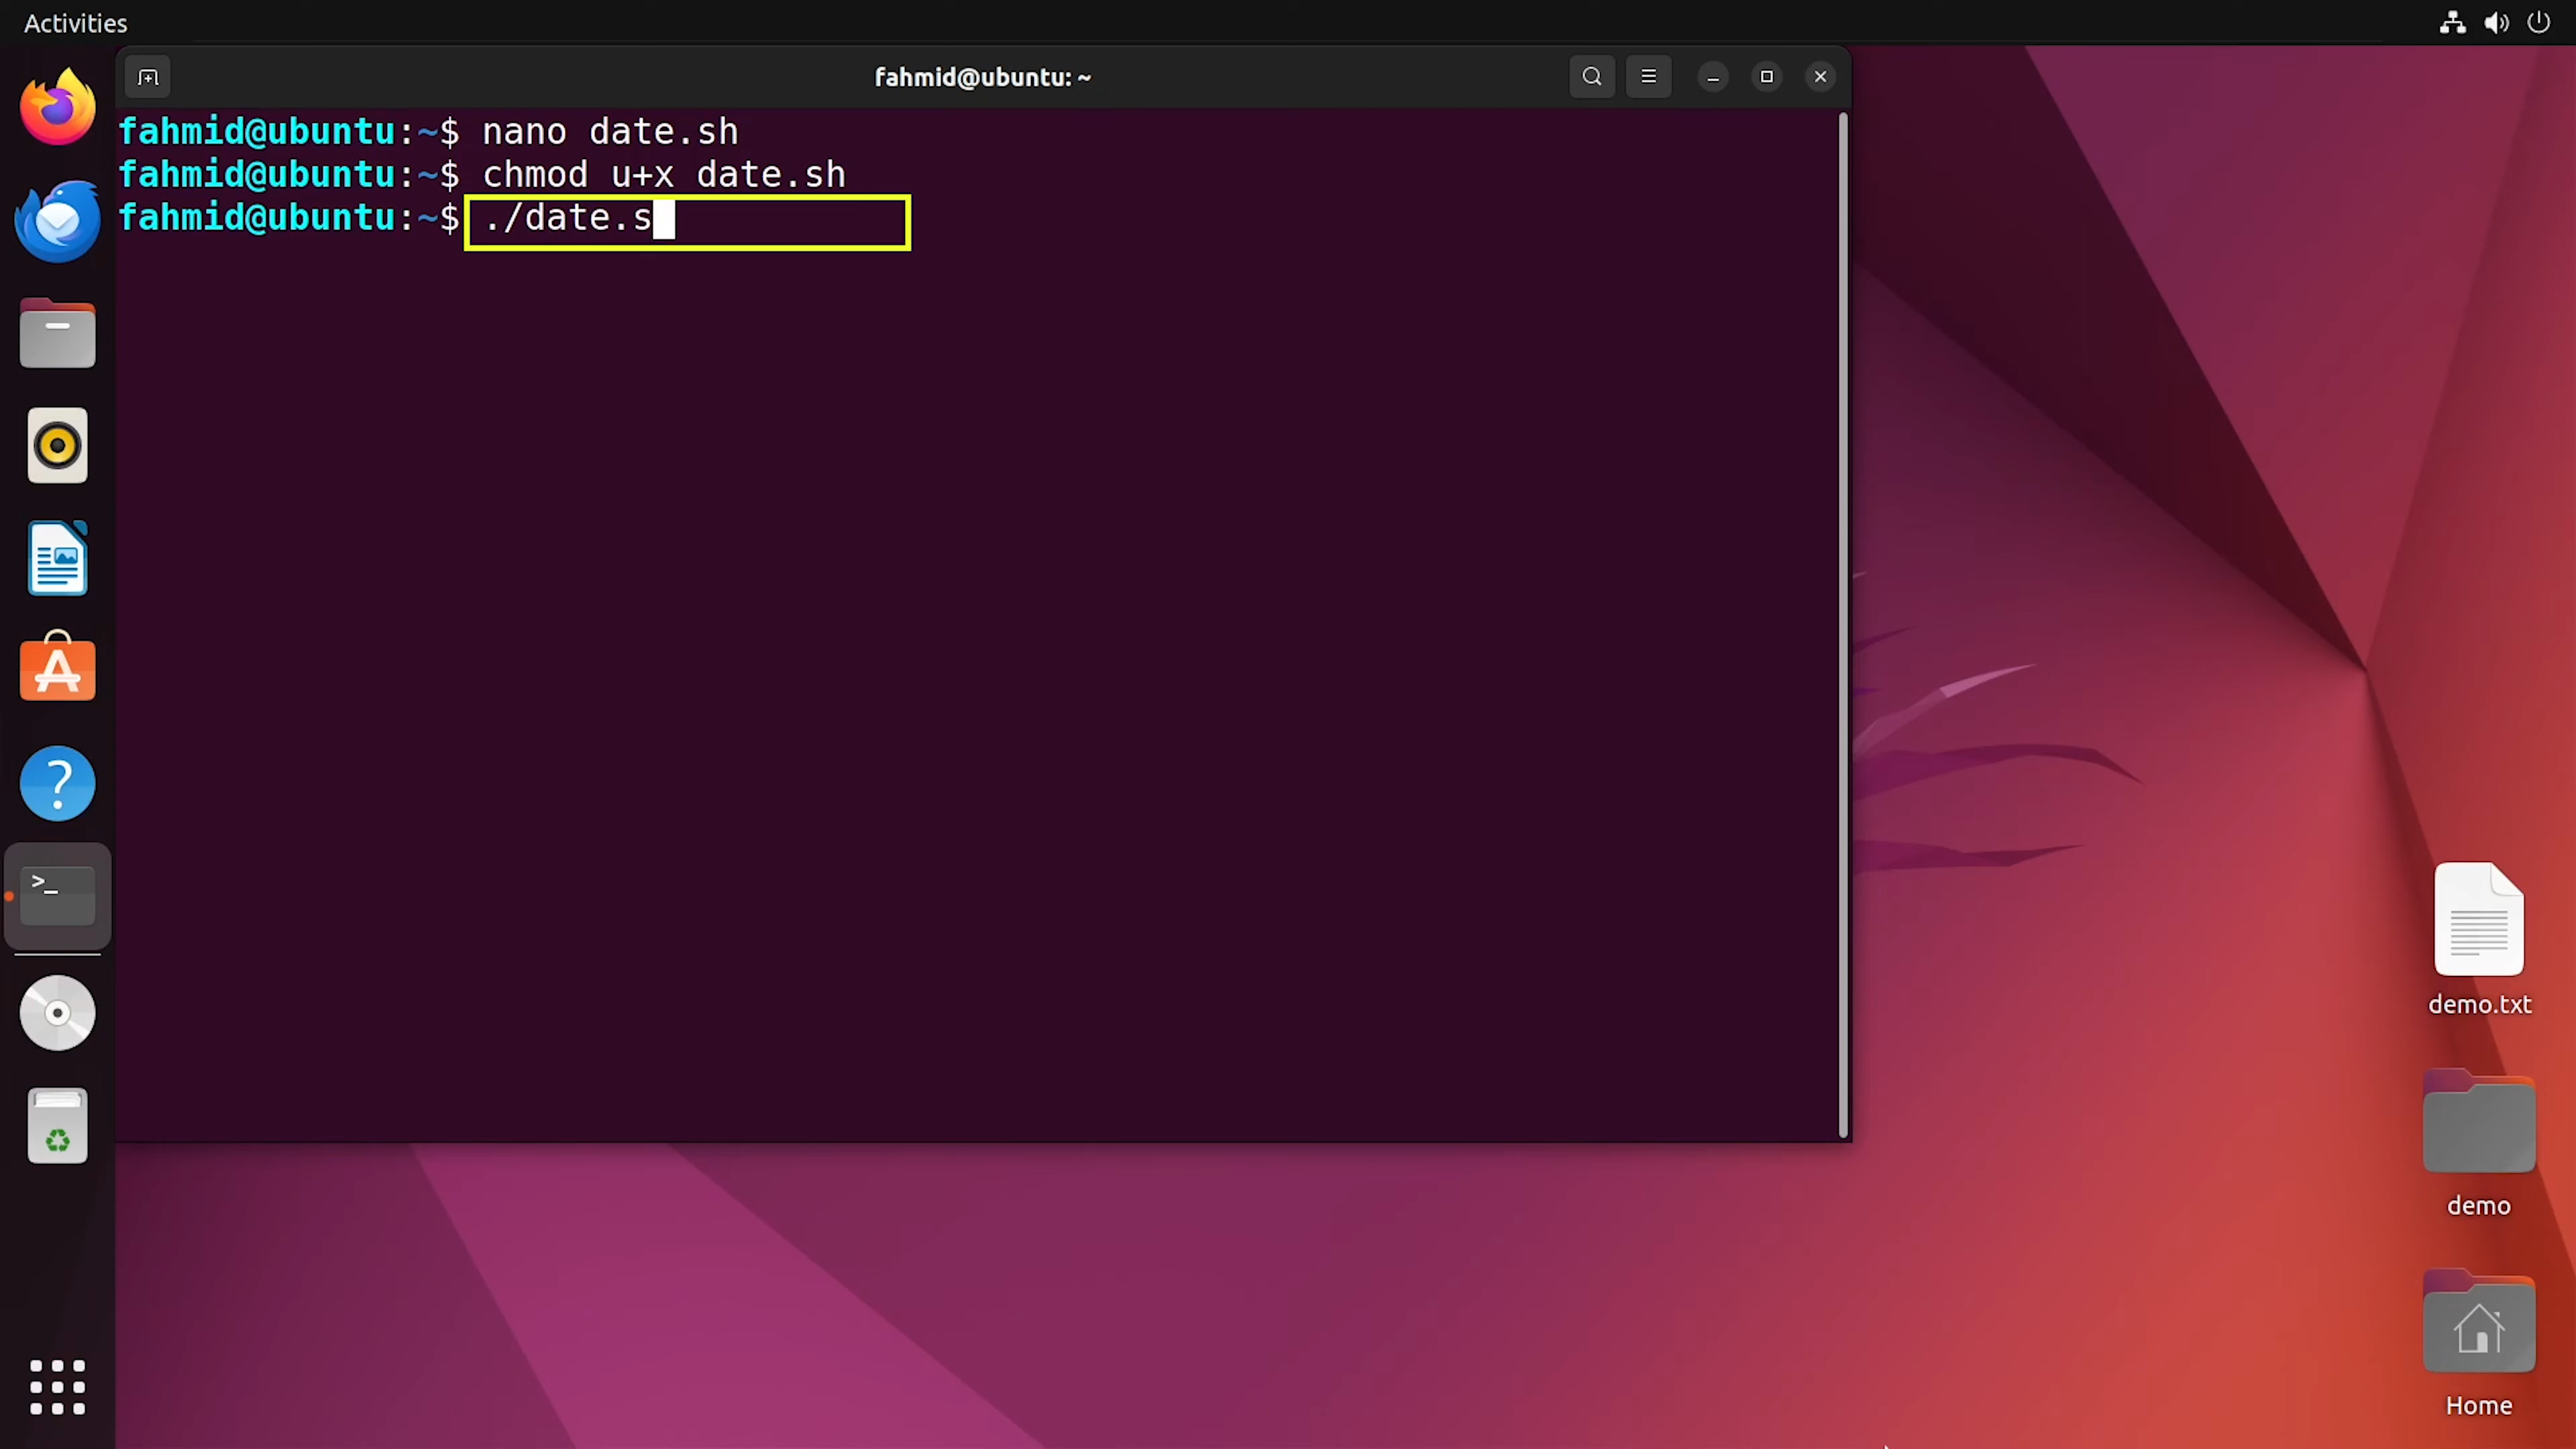 Activities
fahmid@ubuntu: ~
fahmid@ubuntu:~$ nano date.sh
fahmid@ubuntu:~$ chmod u+x date.sh
fahmid@ubuntu:~$ ./date.s
>_
demo.txt
demo
Home